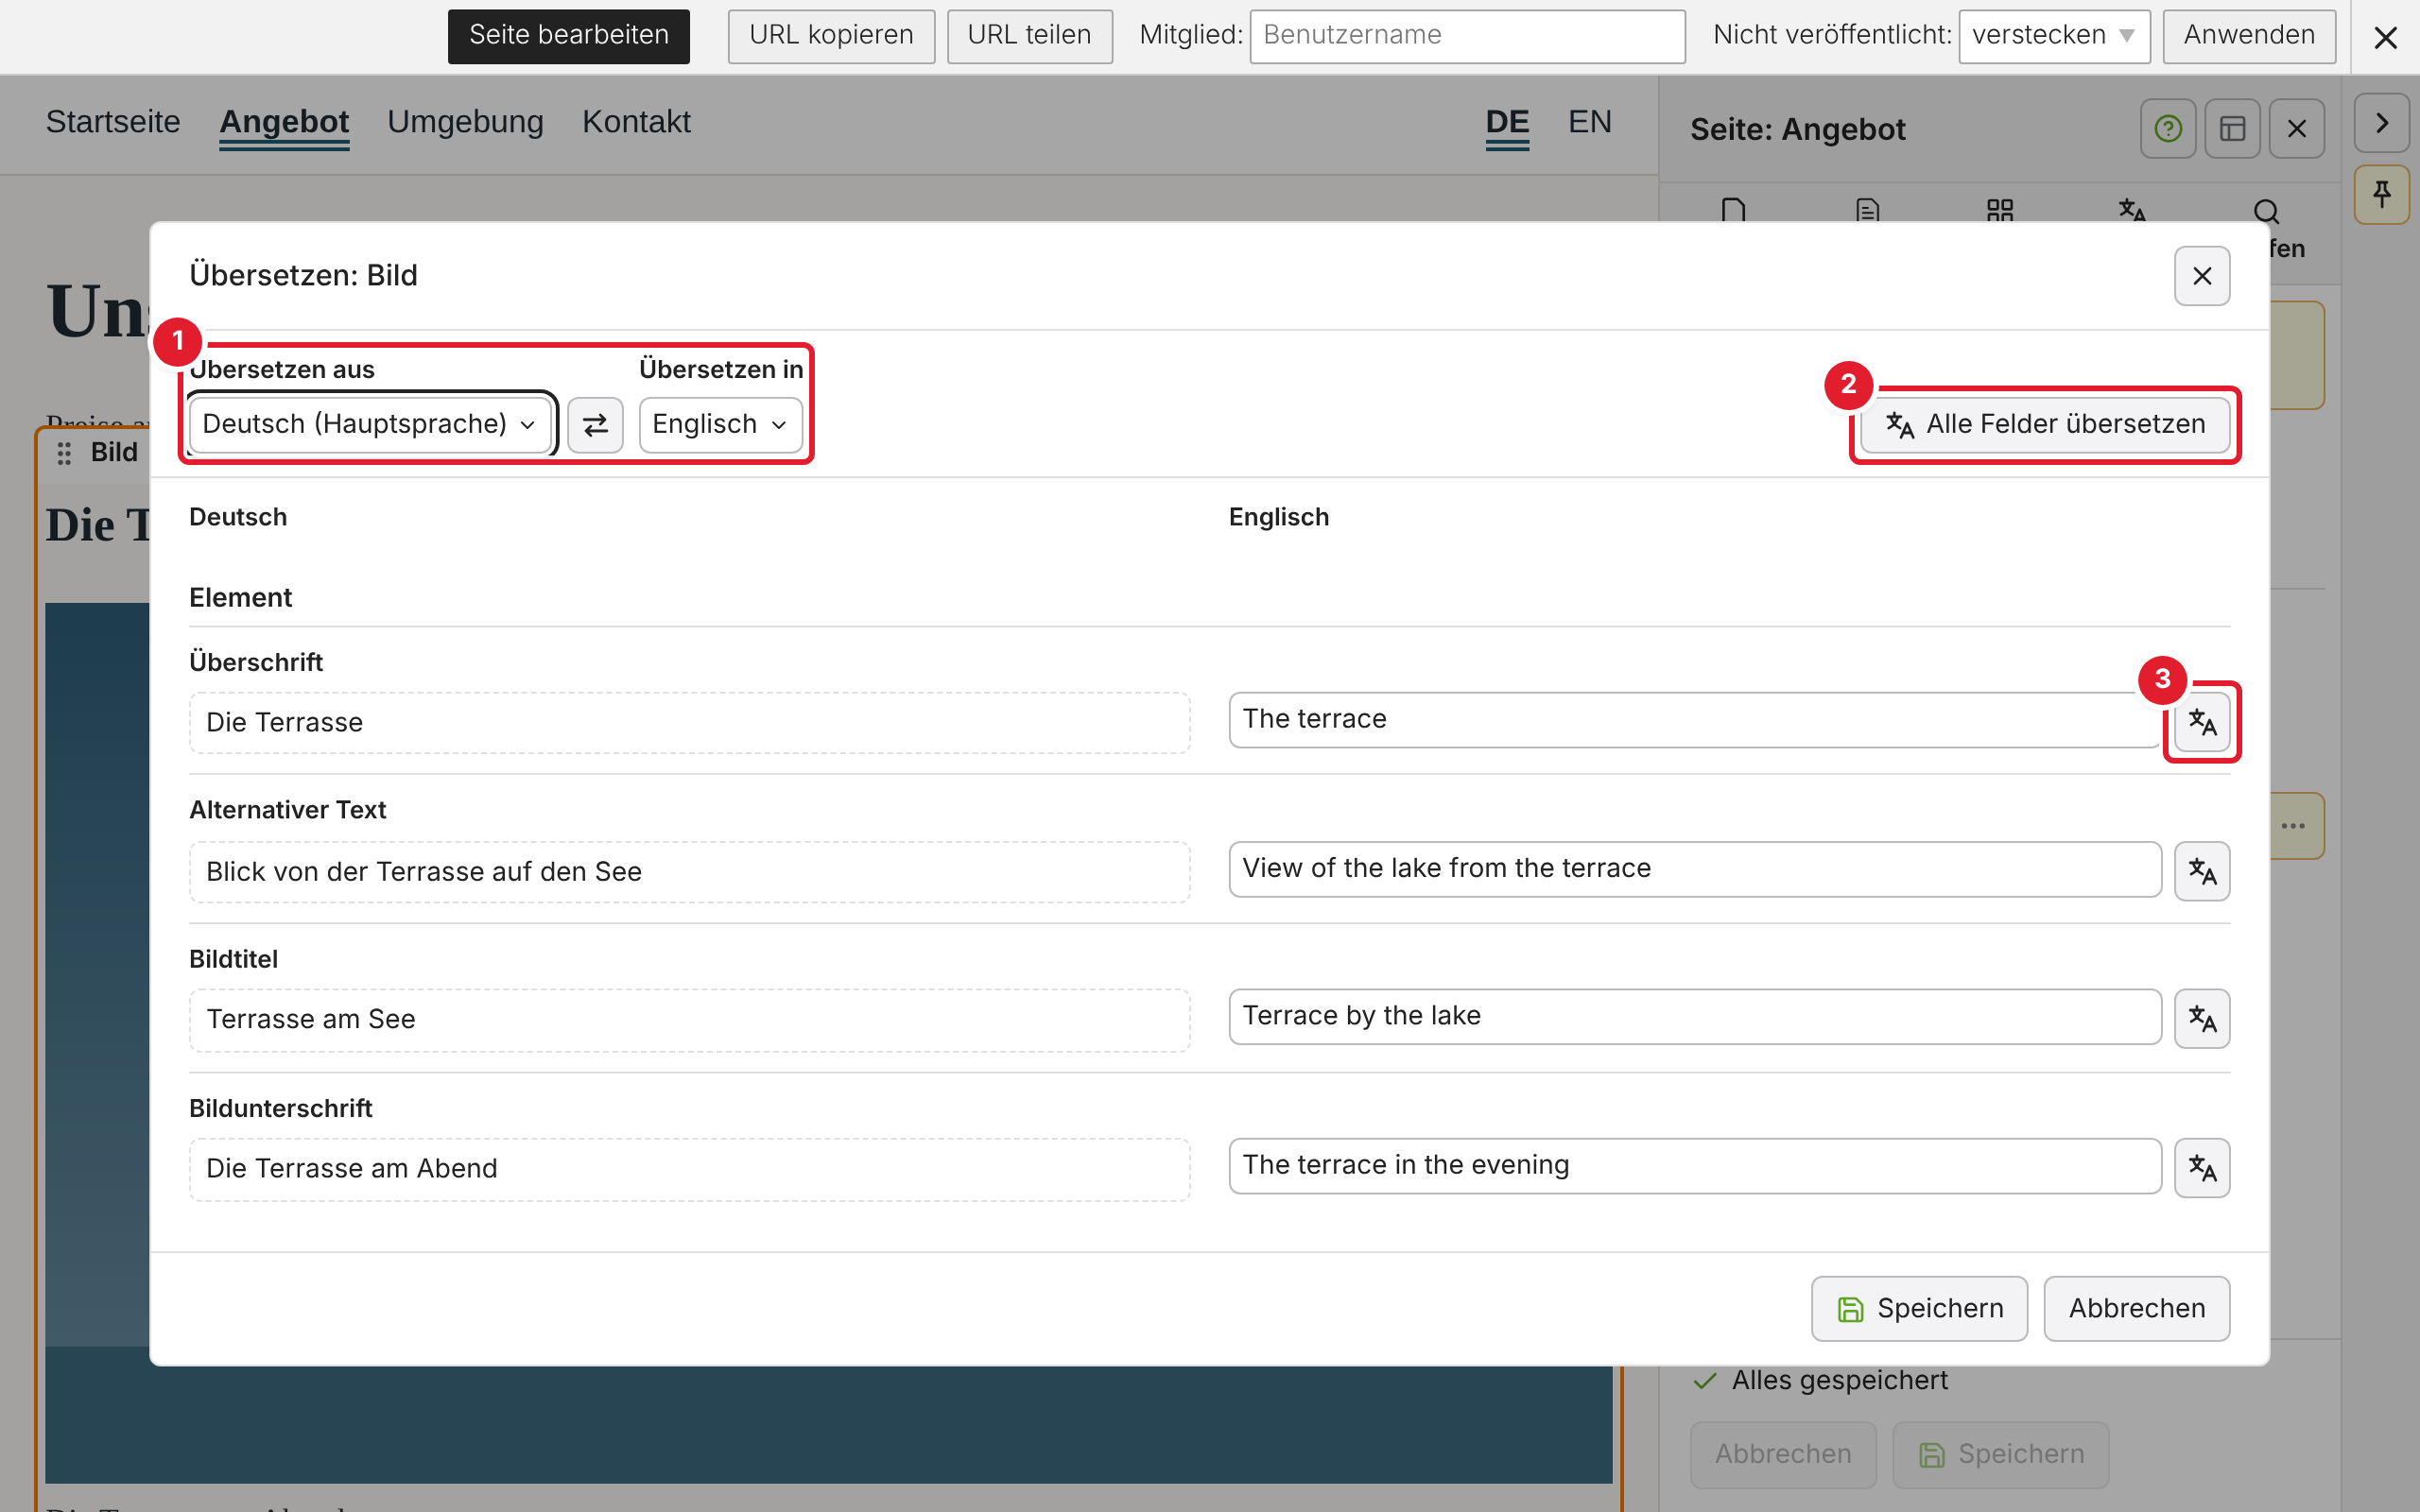 Seite bearbeiten URL kopieren URL teilen Mitglied: Benutzername Nicht veröffentlicht: verstecken Anwenden
Startseite Angebot Umgebung Kontakt DE EN Seite: Angebot
Übersetzen: Bild
1
Übersetzen aus Übersetzen in
2
Bild Deutsch (Hauptsprache) Englisch Alle Felder übersetzen
Deutsch Englisch
Die T
Element
Überschrift
3
Die Terrasse The terrace
Alternativer Text
Blick von der Terrasse auf den See View of the lake from the terrace
Bildtitel
Terrasse am See Terrace by the lake
Bildunterschrift
Die Terrasse am Abend The terrace in the evening
Speichern Abbrechen
Alles gespeichert
Abbrechen Speichern